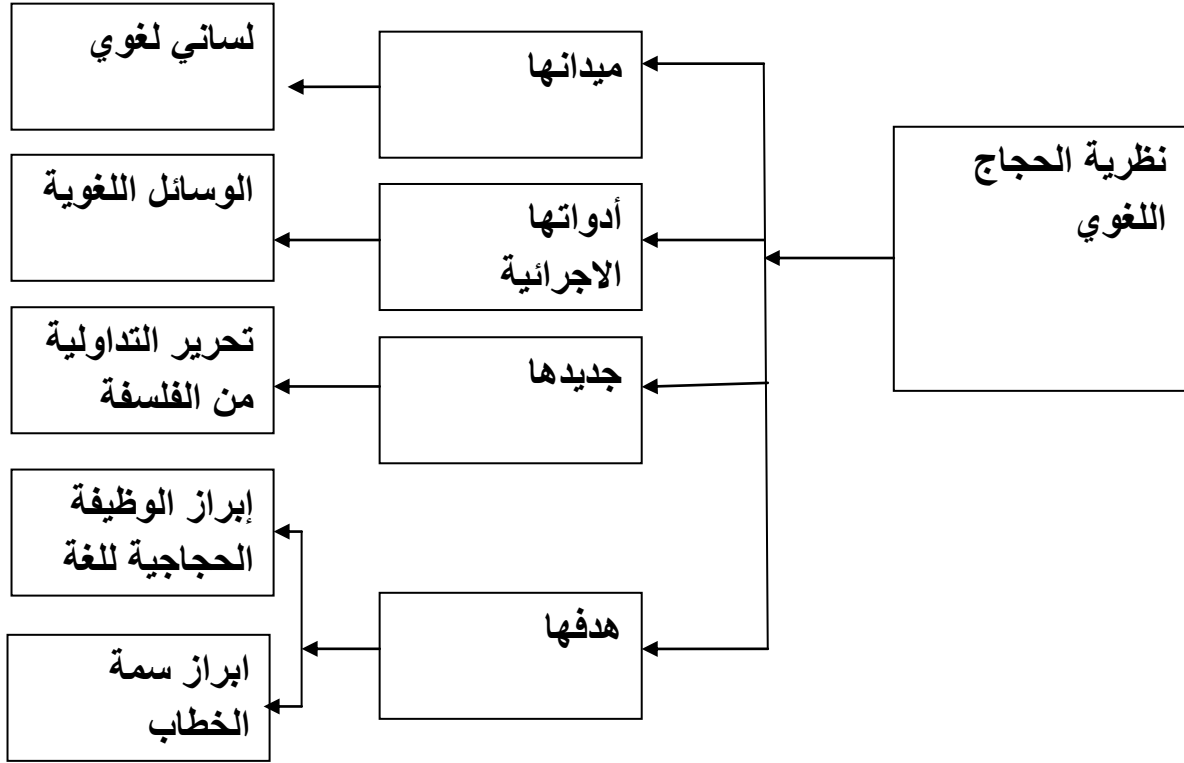 نظرية الحجاج
اللغوي
ميدانها
لساني لغوي
أدواتها
الاجرائية
الوسائل اللغوية
جديدها
تحرير التداولية
من الفلسفة
هدفها
إبراز الوظيفة
الحجاجية للغة
ابراز سمة
الخطاب